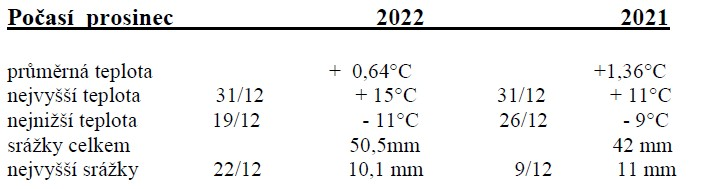 Počasí prosinec 2022 2021
průměrná teplota + 0,64°C +1,36°C
nejvyšší teplota 31/12 + 15°C 31/12 + 11°C
nejnižší teplota 19/12 - 11°C 26/12 - 9°C
srážky celkem 50,5mm 42 mm
nejvyšší srážky 22/12 10,1 mm 9/12 11 mm